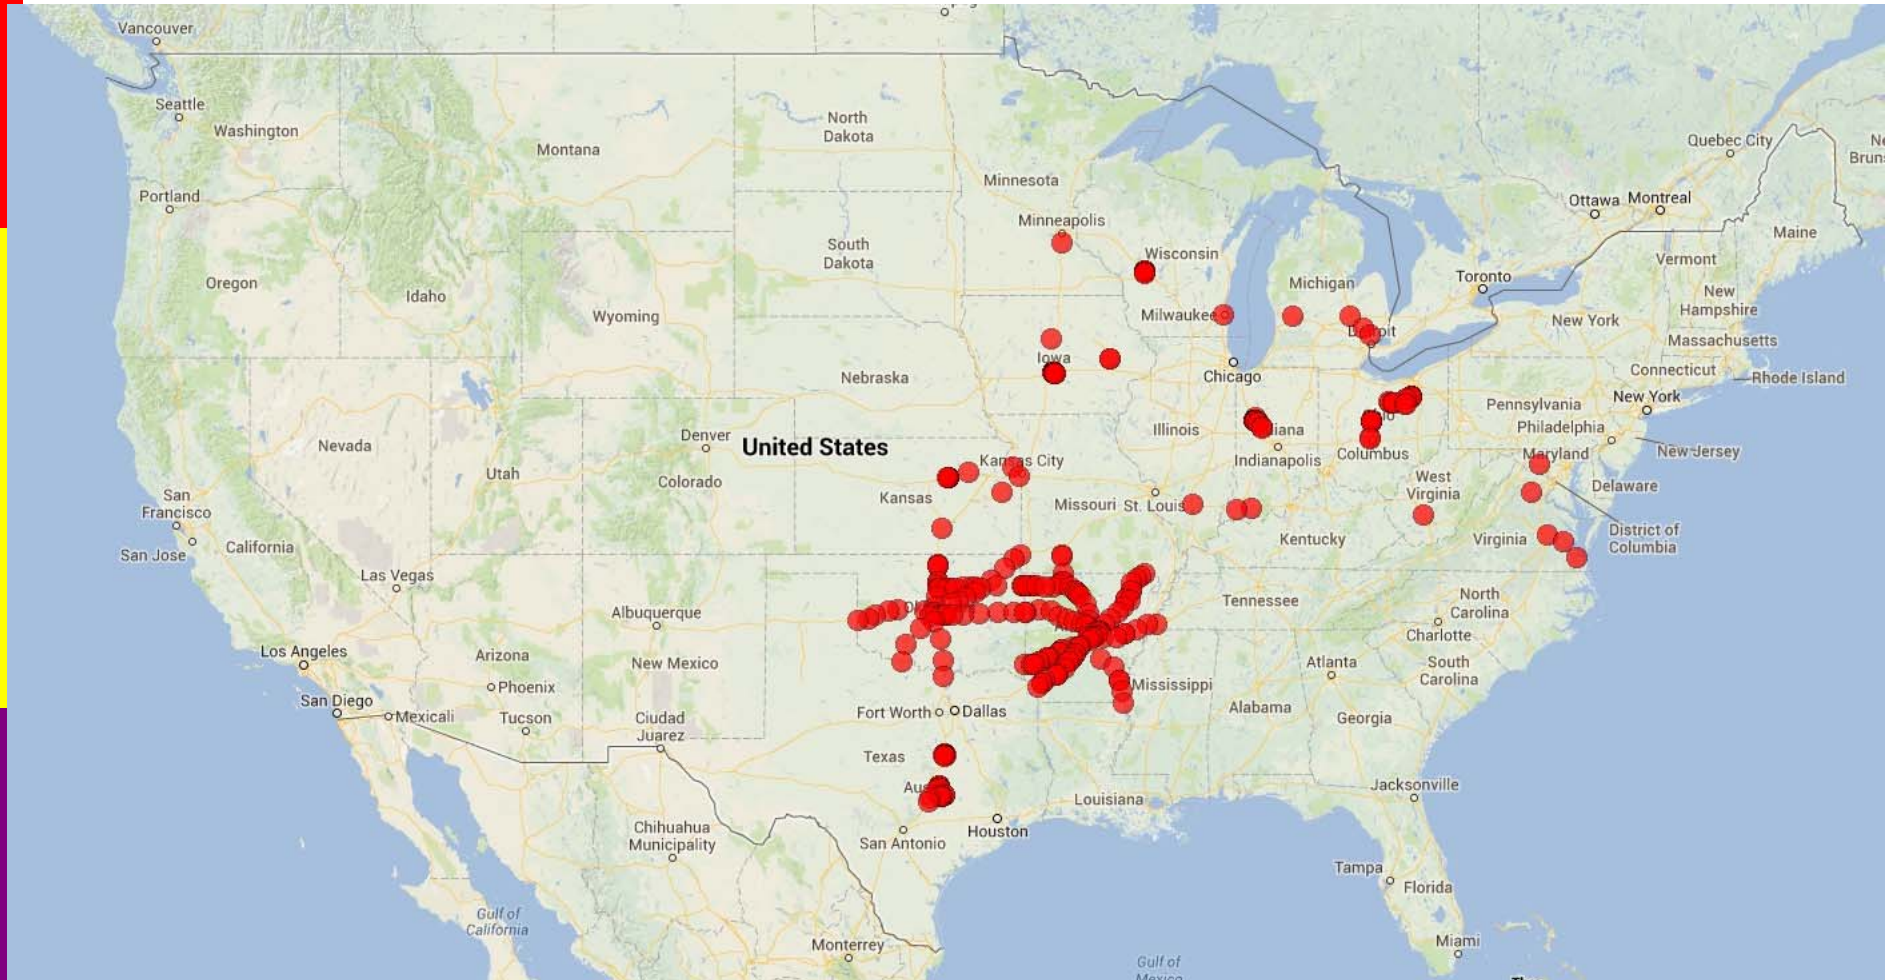 Vancouver
Seattle
Washington
Portland
Oregon
Idaho
Montana
North
Dakota
South
Dakota
Minnesota
Minneapolis
Wisconsin
Milwaukee
Michigan
Wyoming
Nebraska
Iowa
Chicago
Quebec City
Ottawa
Montreal
Toronto
Maine
Vermont
New
Hampshire
New York
Massachusetts
Connecticut
Rhode Island
New York
Pennsylvania
Philadelphia
New Jersey
Maryland
Delaware
District of
Columbia
Nevada
Utah
Denver
Colorado
United States
Kansas
Kansas City
Missouri
St. Louis
Illinois
Indianapolis
Columbus
West
Virginia
Virginia
Kentucky
San
Francisco
San Jose
California
Las Vegas
Los Angeles
San Diego
Mexicali
Arizona
Phoenix
Tucson
Albuquerque
New Mexico
Ciudad
Juarez
Tennessee
North
Carolina
Charlotte
South
Carolina
Atlanta
Georgia
Alabama
Mississippi
Fort Worth
Dallas
Texas
San Antonio
Houston
Louisiana
Jacksonville
Tampa
Florida
Miami
Chihuahua
Municipality
Monterrey
Gulf of
California
Gulf of